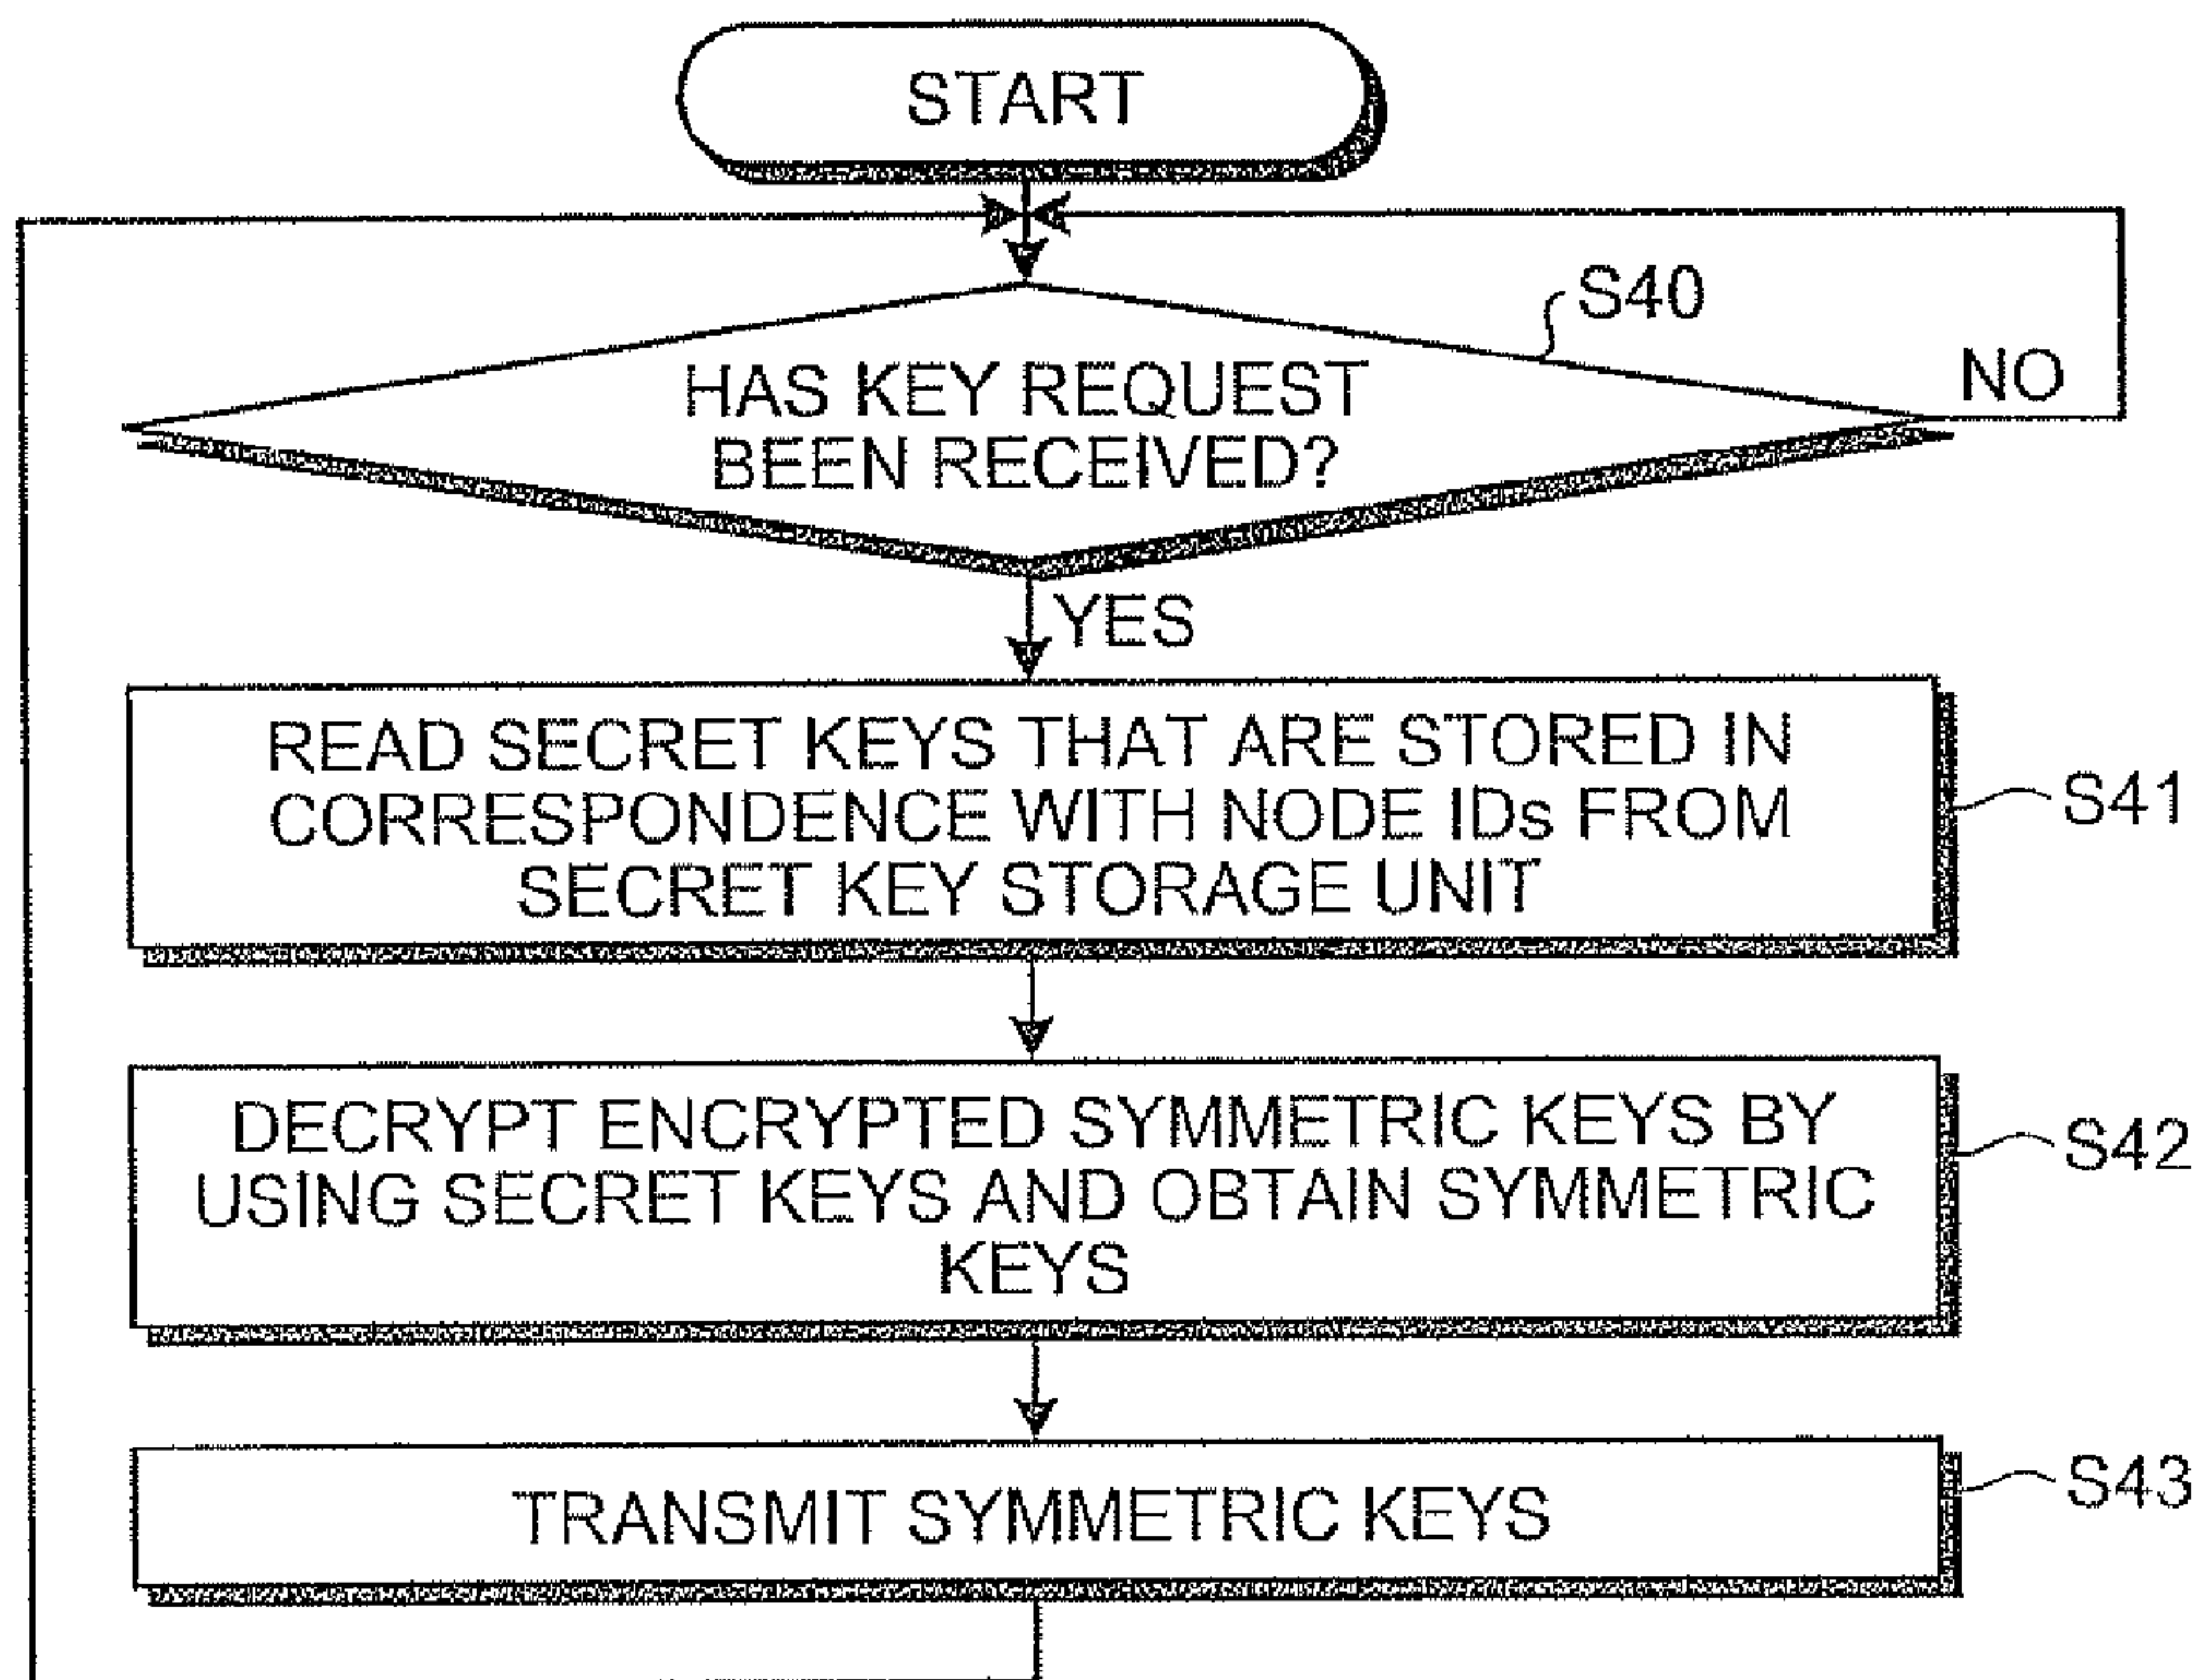 START
S40
NO
HAS KEY REQUEST
BEEN RECEIVED?
YES
READ SECRET KEYS THAT ARE STORED IN
CORRESPONDENCE WITH NODE IDs FROM
SECRET KEY STORAGE UNIT
S41
DECRYPT ENCRYPTED SYMMETRIC KEYS BY
USING SECRET KEYS AND OBTAIN SYMMETRIC
KEYS
S42
TRANSMIT SYMMETRIC KEYS
S43